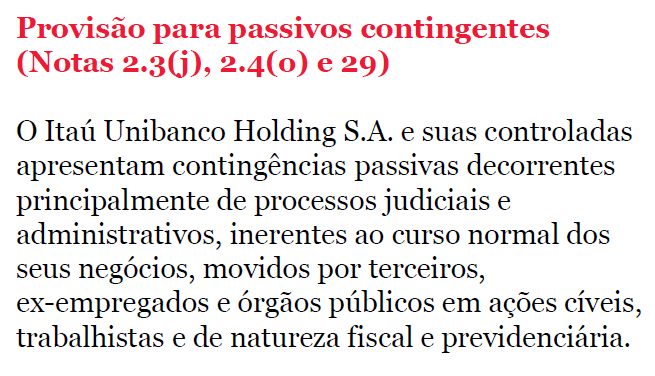 Provisão para passivos contingentes
(Notas 2.3(j), 2.4(o) e 29)
O Itaú Unibanco Holding S.A. e suas controladas
apresentam contingências passivas decorrentes
principalmente de processos judiciais e
administrativos, inerentes ao curso normal dos
seus negócios, movidos por terceiros,
ex-empregados e órgãos públicos em ações cíveis,
trabalhistas e de natureza fiscal e previdenciária.